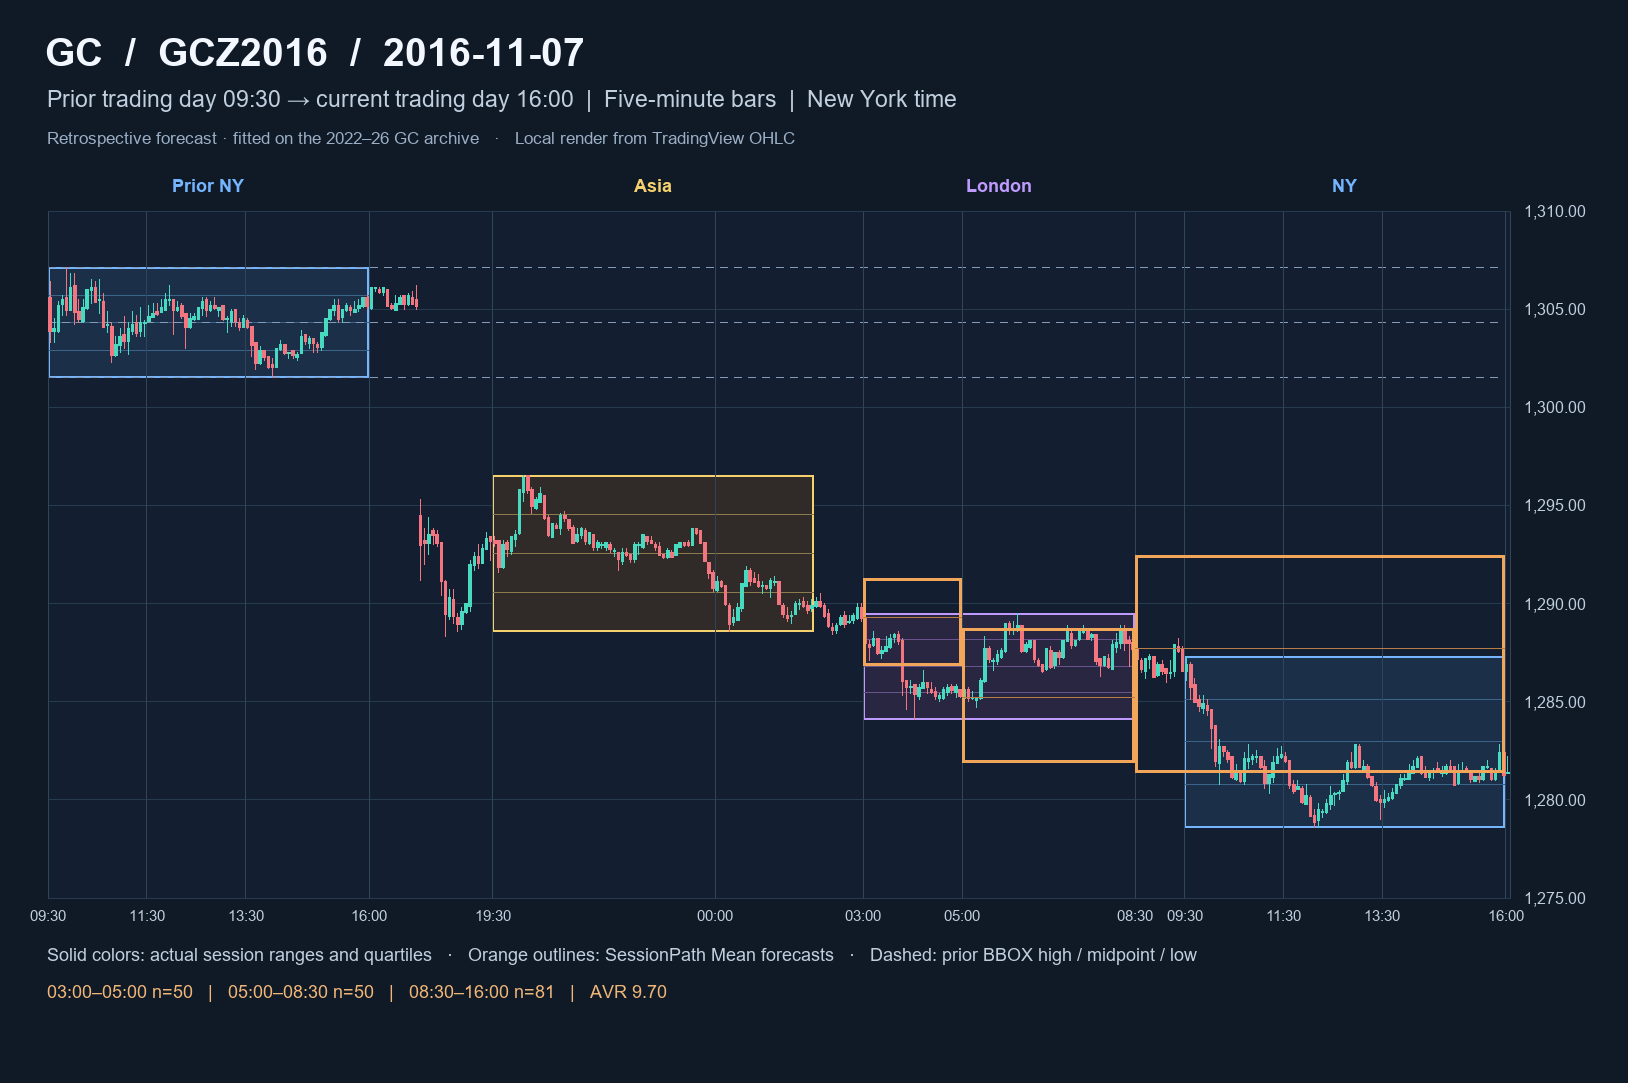 GC / GCZ2016 / 2016-11-07
Prior trading day 09:30 → current trading day 16:00 | Five-minute bars | New York time
Retrospective forecast · fitted on the 2022–26 GC archive · Local render from TradingView OHLC
Prior NY Asia London NY
1,310.00
1,305.00
1,300.00
1,295.00
1,290.00
1,285.00
1,280.00
1,275.00
09:30 11:30 13:30 16:00 19:30 00:00 03:00 05:00 08:30 09:30 11:30 13:30 16:00
Solid colors: actual session ranges and quartiles · Orange outlines: SessionPath Mean forecasts · Dashed: prior BBOX high / midpoint / low
03:00–05:00 n=50 | 05:00–08:30 n=50 | 08:30–16:00 n=81 | AVR 9.70